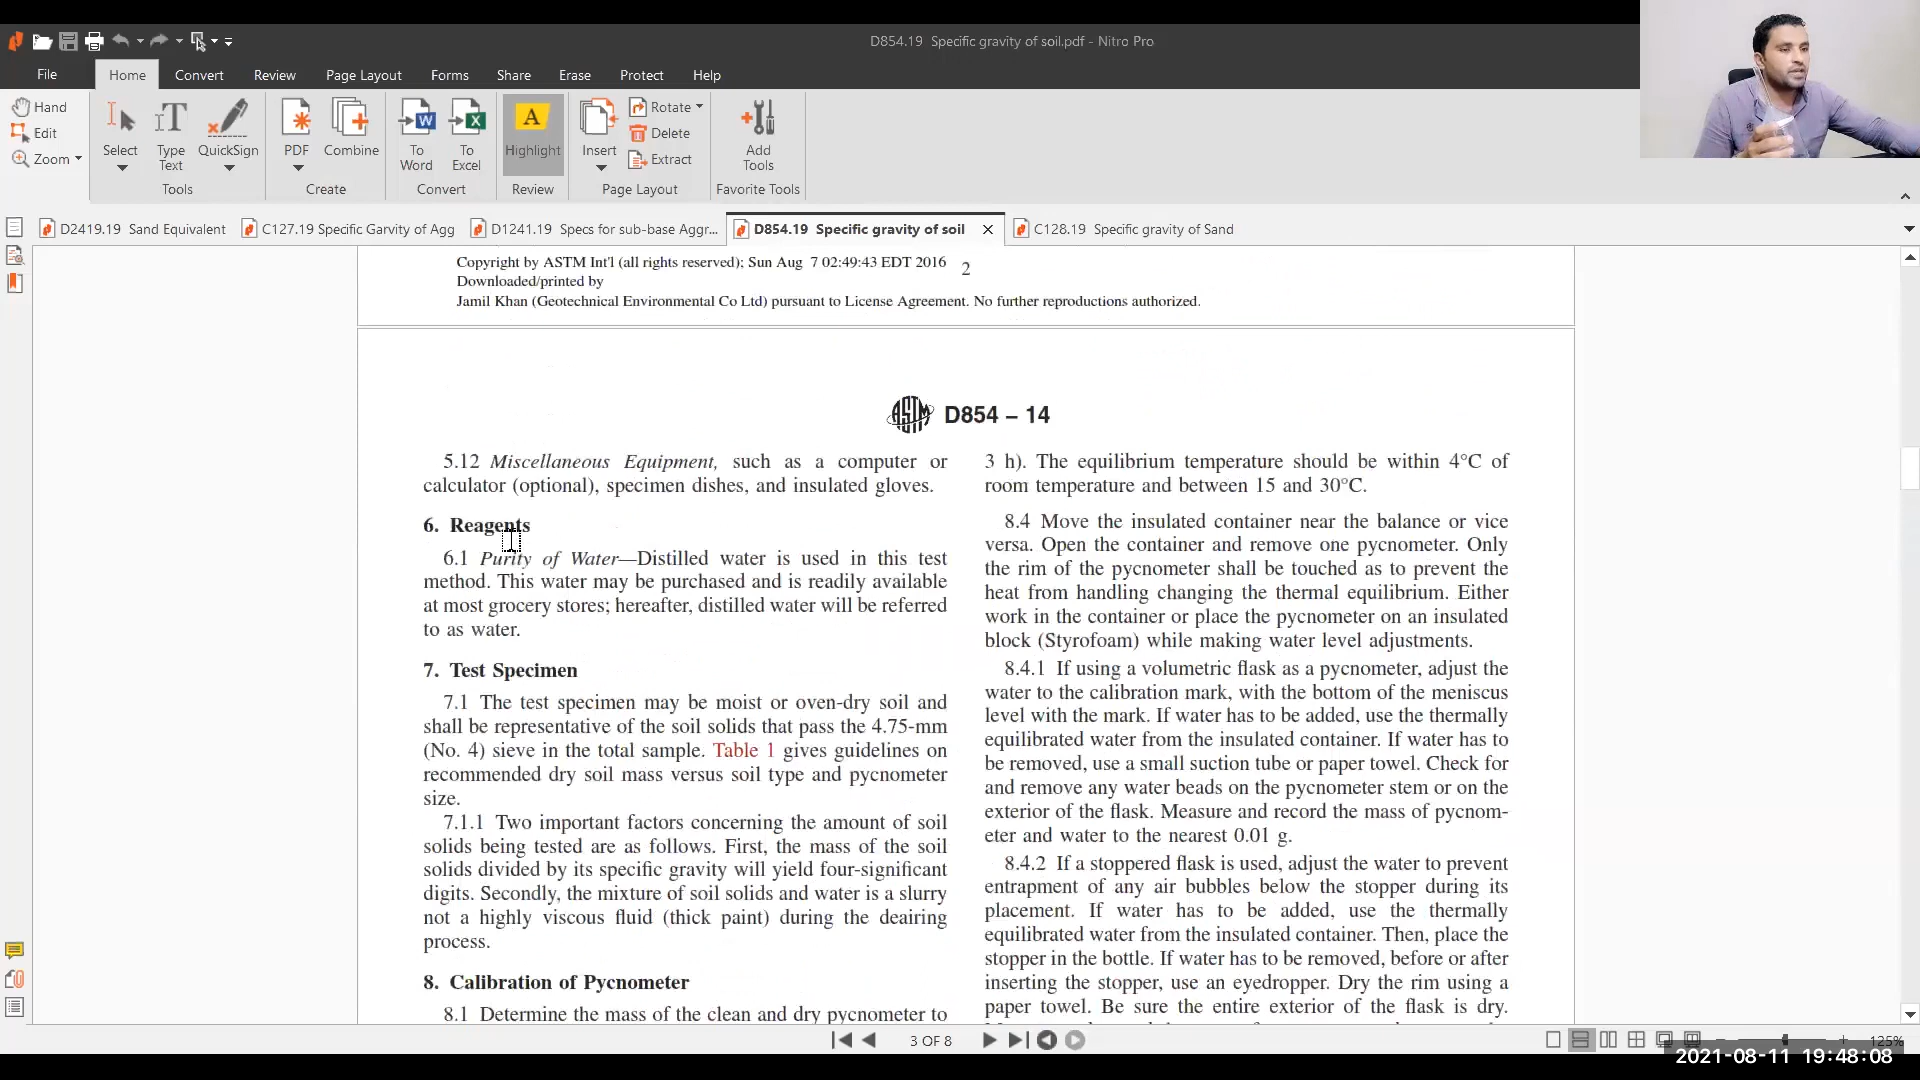 D854.19 Specific gravity of soil.pdf - Nitro Pro
File Home Convert Review Page Layout Forms Share Erase Protect Help
Hand
Edit
Zoom
Select
Type
Text
QuickSign
Tools
PDF
Combine
Create
To
Word
To
Excel
Convert
Highlight
Review
Insert
Rotate
Delete
Extract
Page Layout
Add
Tools
Favorite Tools
D2419.19 Sand Equivalent
C127.19 Specific Garvity of Agg
D1241.19 Specs for sub-base Aggr...
D854.19 Specific gravity of soil
C128.19 Specific gravity of Sand
Copyright by ASTM Int'l (all rights reserved); Sun Aug 7 02:49:43 EDT 2016
2
Downloaded/printed by
Jamil Khan (Geotechnical Environmental Co Ltd) pursuant to License Agreement. No further reproductions authorized.
ASTM D854 – 14
5.12 Miscellaneous Equipment, such as a computer or
calculator (optional), specimen dishes, and insulated gloves.
6. Reagents
6.1 Purity of Water—Distilled water is used in this test
method. This water may be purchased and is readily available
at most grocery stores; hereafter, distilled water will be referred
to as water.
7. Test Specimen
7.1 The test specimen may be moist or oven-dry soil and
shall be representative of the soil solids that pass the 4.75-mm
(No. 4) sieve in the total sample. Table 1 gives guidelines on
recommended dry soil mass versus soil type and pycnometer
size.
7.1.1 Two important factors concerning the amount of soil
solids being tested are as follows. First, the mass of the soil
solids divided by its specific gravity will yield four-significant
digits. Secondly, the mixture of soil solids and water is a slurry
not a highly viscous fluid (thick paint) during the deairing
process.
8. Calibration of Pycnometer
8.1 Determine the mass of the clean and dry pycnometer to
3 h). The equilibrium temperature should be within 4°C of
room temperature and between 15 and 30°C.
8.4 Move the insulated container near the balance or vice
versa. Open the container and remove one pycnometer. Only
the rim of the pycnometer shall be touched as to prevent the
heat from handling changing the thermal equilibrium. Either
work in the container or place the pycnometer on an insulated
block (Styrofoam) while making water level adjustments.
8.4.1 If using a volumetric flask as a pycnometer, adjust the
water to the calibration mark, with the bottom of the meniscus
level with the mark. If water has to be added, use the thermally
equilibrated water from the insulated container. If water has to
be removed, use a small suction tube or paper towel. Check for
and remove any water beads on the pycnometer stem or on the
exterior of the flask. Measure and record the mass of pycnom-
eter and water to the nearest 0.01 g.
8.4.2 If a stoppered flask is used, adjust the water to prevent
entrapment of any air bubbles below the stopper during its
placement. If water has to be added, use the thermally
equilibrated water from the insulated container. Then, place the
stopper in the bottle. If water has to be removed, before or after
inserting the stopper, use an eyedropper. Dry the rim using a
paper towel. Be sure the entire exterior of the flask is dry.
3 OF 8
125%
2021-08-11 19:48:08